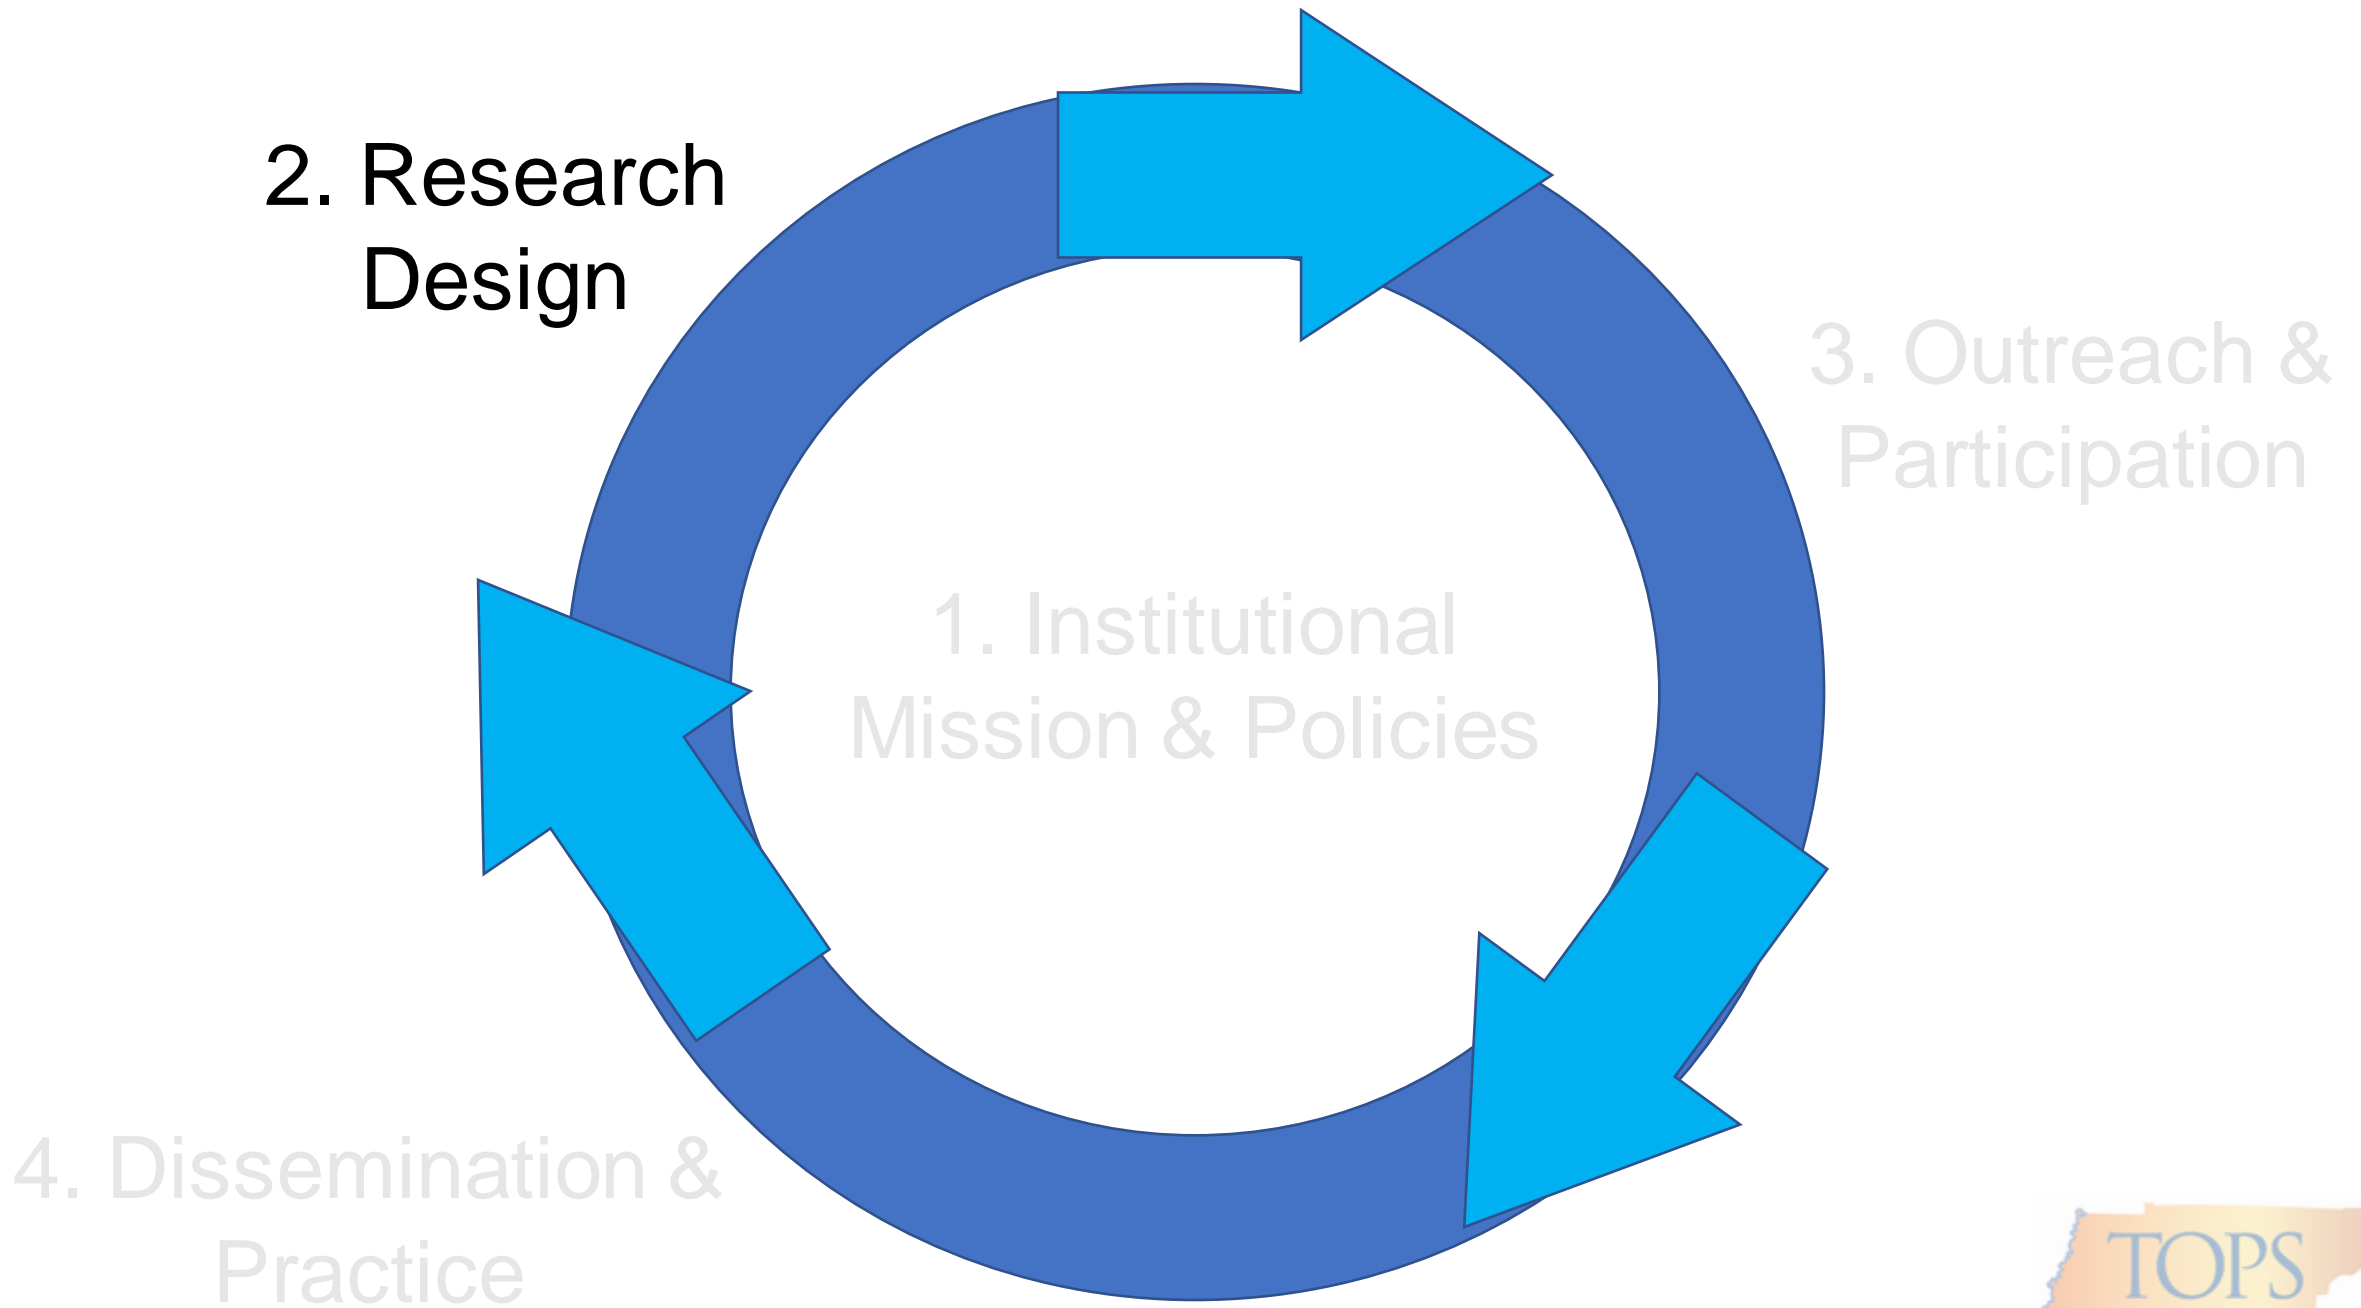 2. Research
Design
3. Outreach &
Participation
1. Institutional
Mission & Policies
4. Dissemination &
Practice
TOPS